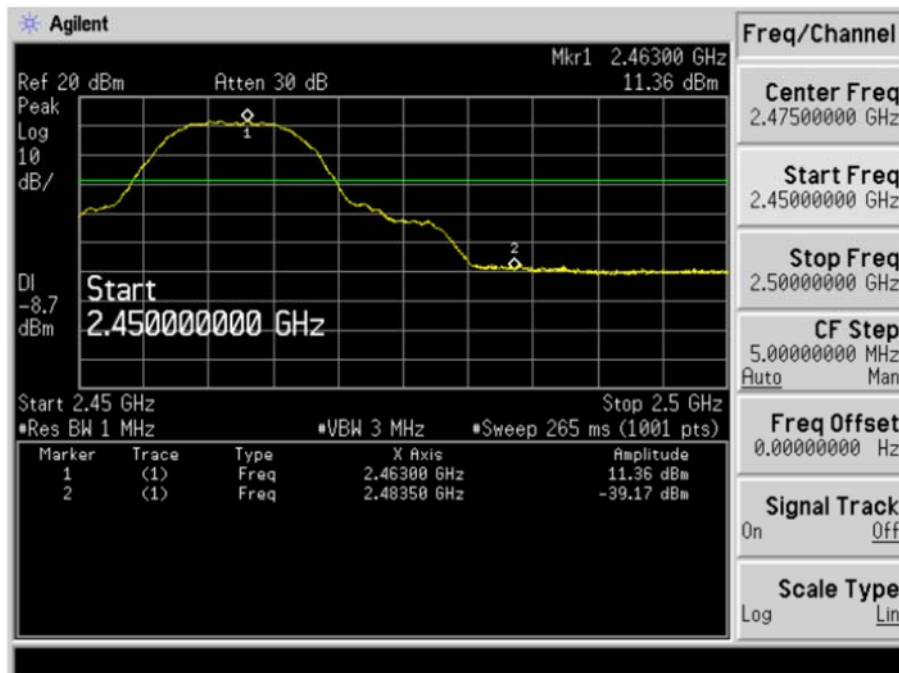 Agilent
Freq/Channel
Mkr1 2.46300 GHz
Ref 20 dBm Atten 30 dB 11.36 dBm
Peak
Log
10
dB/
1
2
DI
-8.7
dBm
Start
2.450000000 GHz
Start 2.45 GHz Stop 2.5 GHz
#Res BW 1 MHz #VBW 3 MHz #Sweep 265 ms (1001 pts)
Marker Trace Type X Axis Amplitude
1 (1) Freq 2.46300 GHz 11.36 dBm
2 (1) Freq 2.48350 GHz -39.17 dBm
Center Freq
2.47500000 GHz
Start Freq
2.45000000 GHz
Stop Freq
2.50000000 GHz
CF Step
5.00000000 MHz
Auto Man
Freq Offset
0.00000000 Hz
Signal Track
On Off
Scale Type
Log Lin